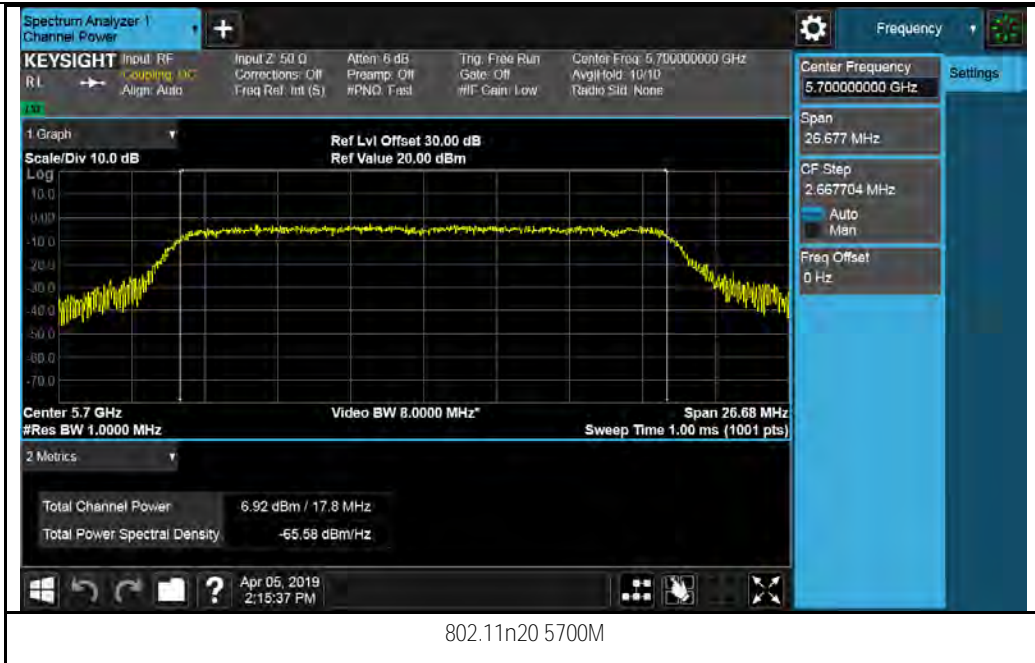 Spectrum Analyzer 1
Channel Power
Frequency
KEYSIGHT Input: RF
R L
Coupling: DC
Align: Auto
Input Z: 50 Ω
Corrections: Off
Freq Ref: Int (S)
Atten: 6 dB
Preamp: Off
#PNO: Fast
Trig: Free Run
Gate: Off
#IF Gain: Low
Center Freq: 5.700000000 GHz
Avg|Hold: 10/10
Radio Std: None
Center Frequency
5.700000000 GHz
Settings
Span
26.677 MHz
CF Step
2.667704 MHz
Auto
Man
Freq Offset
0 Hz
1 Graph
Scale/Div 10.0 dB
Ref Lvl Offset 30.00 dB
Ref Value 20.00 dBm
Log
10.0
0.00
-10.0
-20.0
-30.0
-40.0
-50.0
-60.0
-70.0
Center 5.7 GHz
#Res BW 1.0000 MHz
Video BW 8.0000 MHz*
Span 26.68 MHz
Sweep Time 1.00 ms (1001 pts)
2 Metrics
Total Channel Power 6.92 dBm / 17.8 MHz
Total Power Spectral Density -65.58 dBm/Hz
?
Apr 05, 2019
2:15:37 PM
802.11n20 5700M